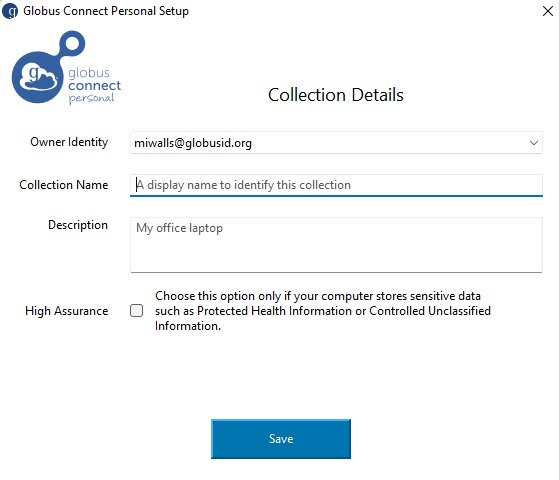 g Globus Connect Personal Setup
g globus
connect
personal
Collection Details
Owner Identity miwalls@globusid.org
Collection Name A display name to identify this collection
Description My office laptop
High Assurance Choose this option only if your computer stores sensitive data
such as Protected Health Information or Controlled Unclassified
Information.
Save